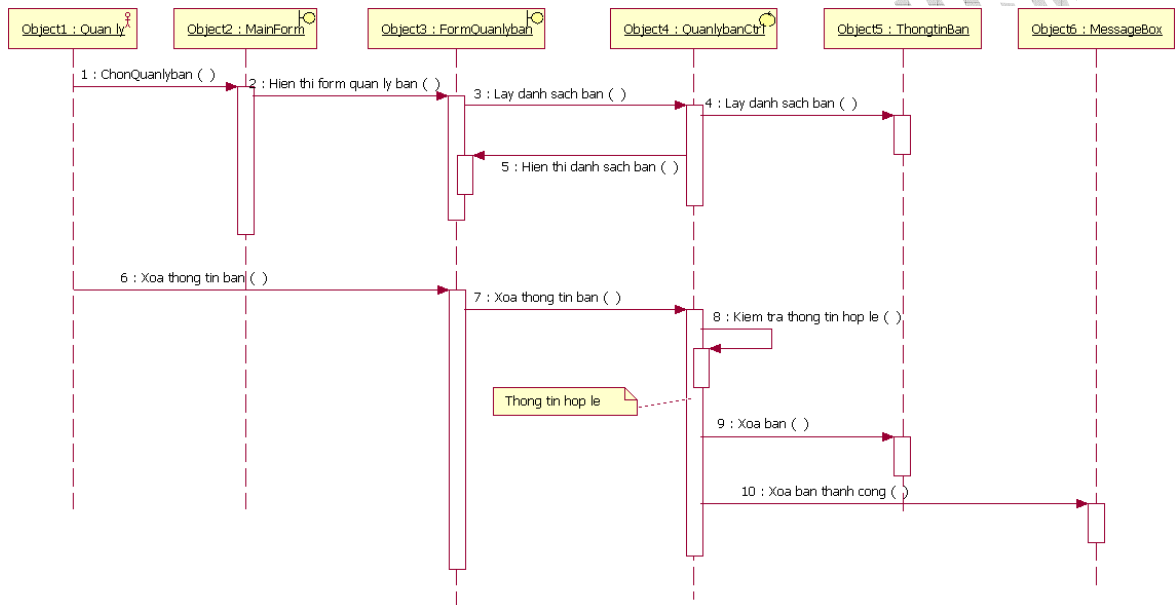 Object1 : Quan ly
Object2 : MainForm
Object3 : FormQuanlyban
Object4 : QuanlybanCtrl
Object5 : ThongtinBan
Object6 : MessageBox
1 : ChonQuanlyban ( )
2 : Hien thi form quan ly ban ( )
3 : Lay danh sach ban ( )
4 : Lay danh sach ban ( )
5 : Hien thi danh sach ban ( )
6 : Xoa thong tin ban ( )
7 : Xoa thong tin ban ( )
8 : Kiem tra thong tin hop le ( )
Thong tin hop le
9 : Xoa ban ( )
10 : Xoa ban thanh cong ( )